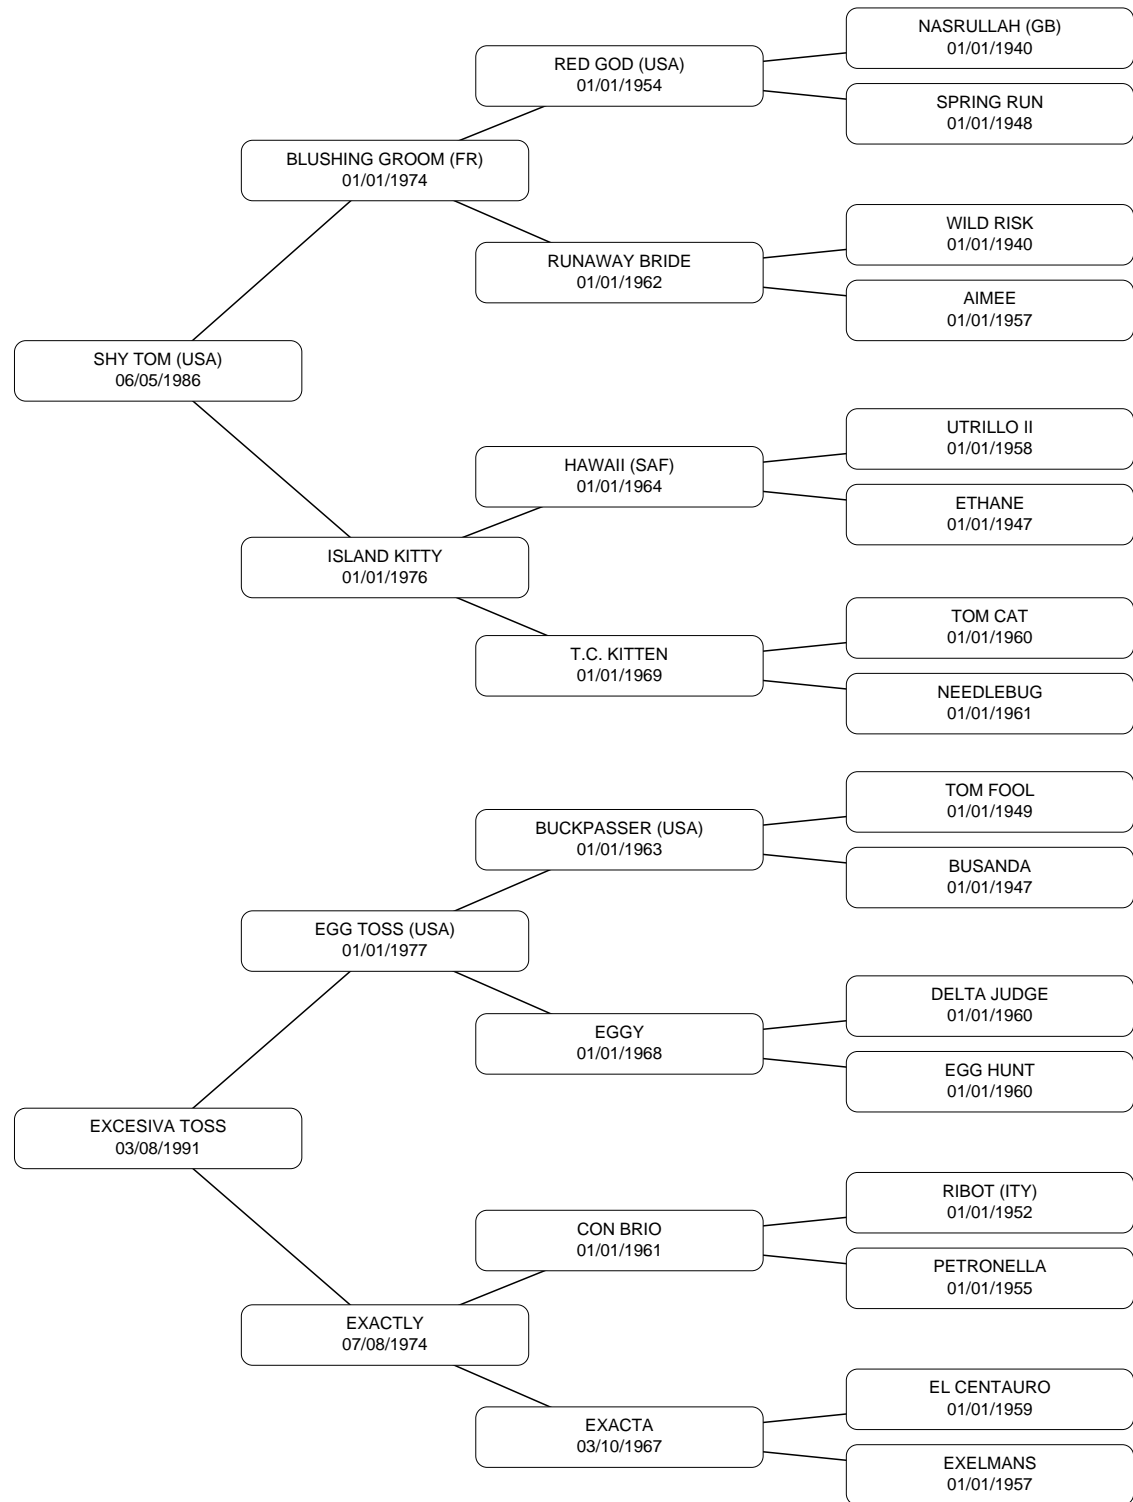 NASRULLAH (GB)
01/01/1940
RED GOD (USA)
01/01/1954
SPRING RUN
01/01/1948
BLUSHING GROOM (FR)
01/01/1974
WILD RISK
01/01/1940
RUNAWAY BRIDE
01/01/1962
AIMEE
01/01/1957
SHY TOM (USA)
06/05/1986
UTRILLO II
01/01/1958
HAWAII (SAF)
01/01/1964
ETHANE
01/01/1947
ISLAND KITTY
01/01/1976
TOM CAT
01/01/1960
T.C. KITTEN
01/01/1969
NEEDLEBUG
01/01/1961
TOM FOOL
01/01/1949
BUCKPASSER (USA)
01/01/1963
BUSANDA
01/01/1947
EGG TOSS (USA)
01/01/1977
DELTA JUDGE
01/01/1960
EGGY
01/01/1968
EGG HUNT
01/01/1960
EXCESIVA TOSS
03/08/1991
RIBOT (ITY)
01/01/1952
CON BRIO
01/01/1961
PETRONELLA
01/01/1955
EXACTLY
07/08/1974
EL CENTAURO
01/01/1959
EXACTA
03/10/1967
EXELMANS
01/01/1957